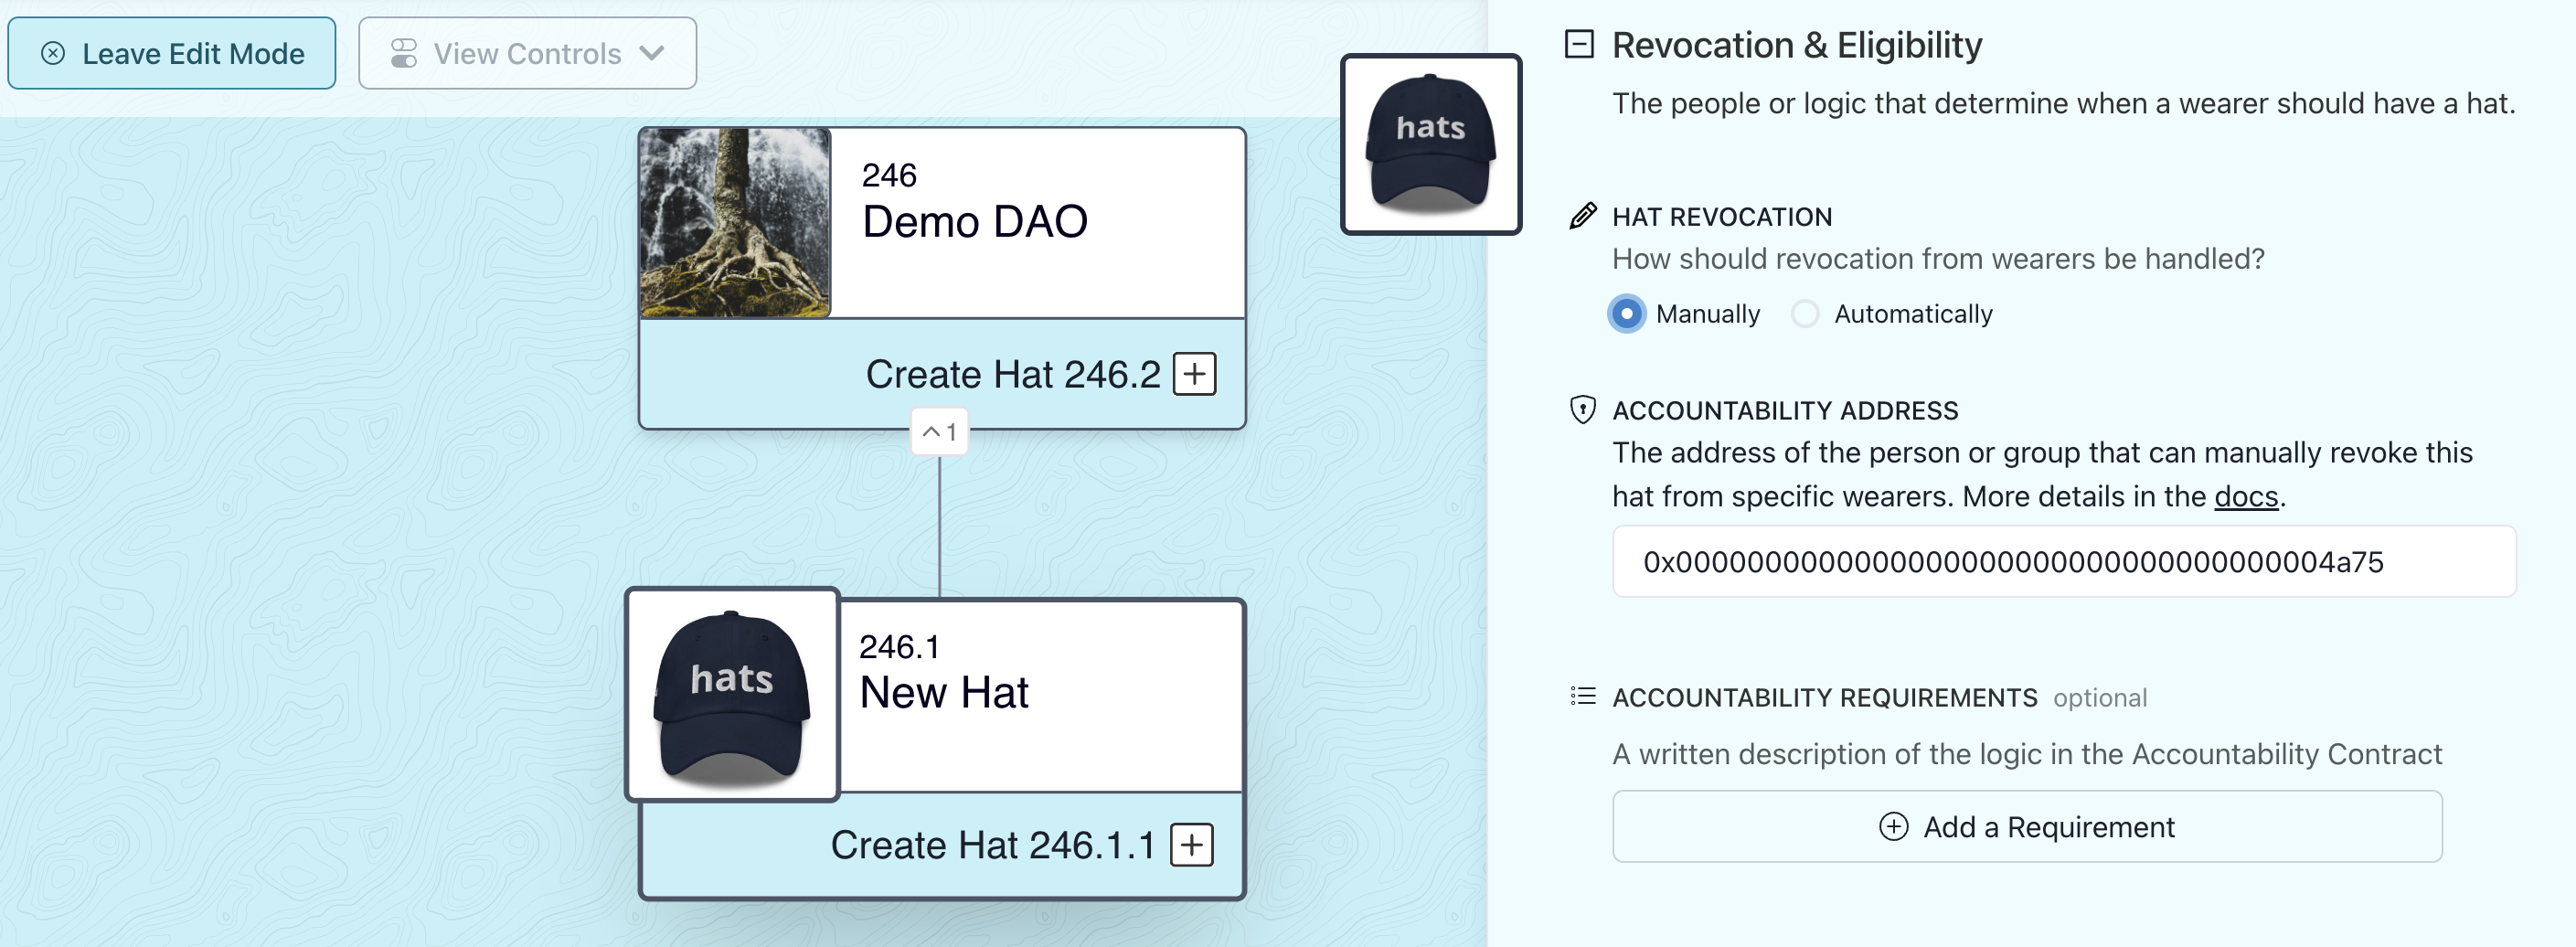 Leave Edit Mode
View Controls
246
Demo DAO
Create Hat 246.2
1
hats
246.1
New Hat
Create Hat 246.1.1
hats
Revocation & Eligibility
The people or logic that determine when a wearer should have a hat.
HAT REVOCATION
How should revocation from wearers be handled?
Manually
Automatically
ACCOUNTABILITY ADDRESS
The address of the person or group that can manually revoke this
hat from specific wearers. More details in the docs.
0x0000000000000000000000000000000000004a75
ACCOUNTABILITY REQUIREMENTS optional
A written description of the logic in the Accountability Contract
Add a Requirement